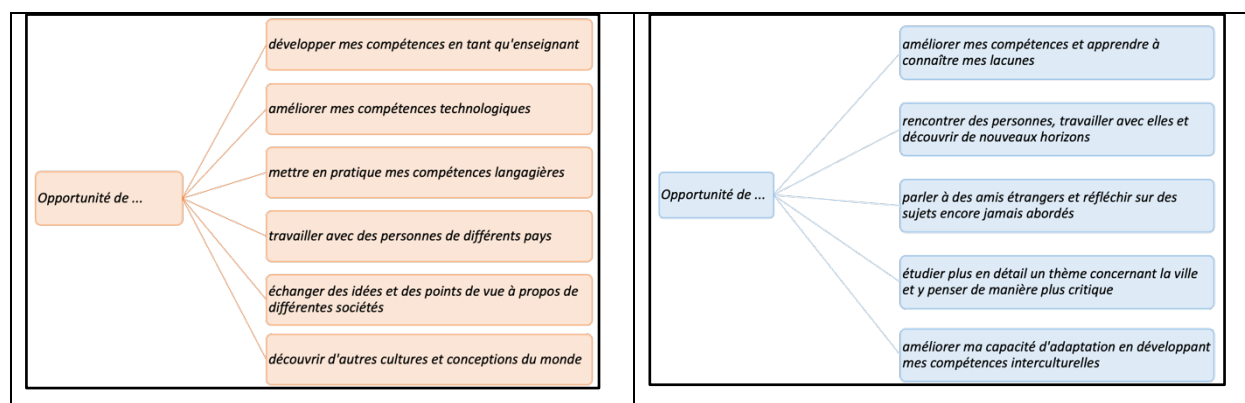 Opportunité de ...
développer mes compétences en tant qu'enseignant
améliorer mes compétences technologiques
mettre en pratique mes compétences langagières
travailler avec des personnes de différents pays
échanger des idées et des points de vue à propos de
différentes sociétés
découvrir d'autres cultures et conceptions du monde
Opportunité de ...
améliorer mes compétences et apprendre à
connaître mes lacunes
rencontrer des personnes, travailler avec elles et
découvrir de nouveaux horizons
parler à des amis étrangers et réfléchir sur des
sujets encore jamais abordés
étudier plus en détail un thème concernant la ville
et y penser de manière plus critique
améliorer ma capacité d'adaptation en développant
mes compétences interculturelles